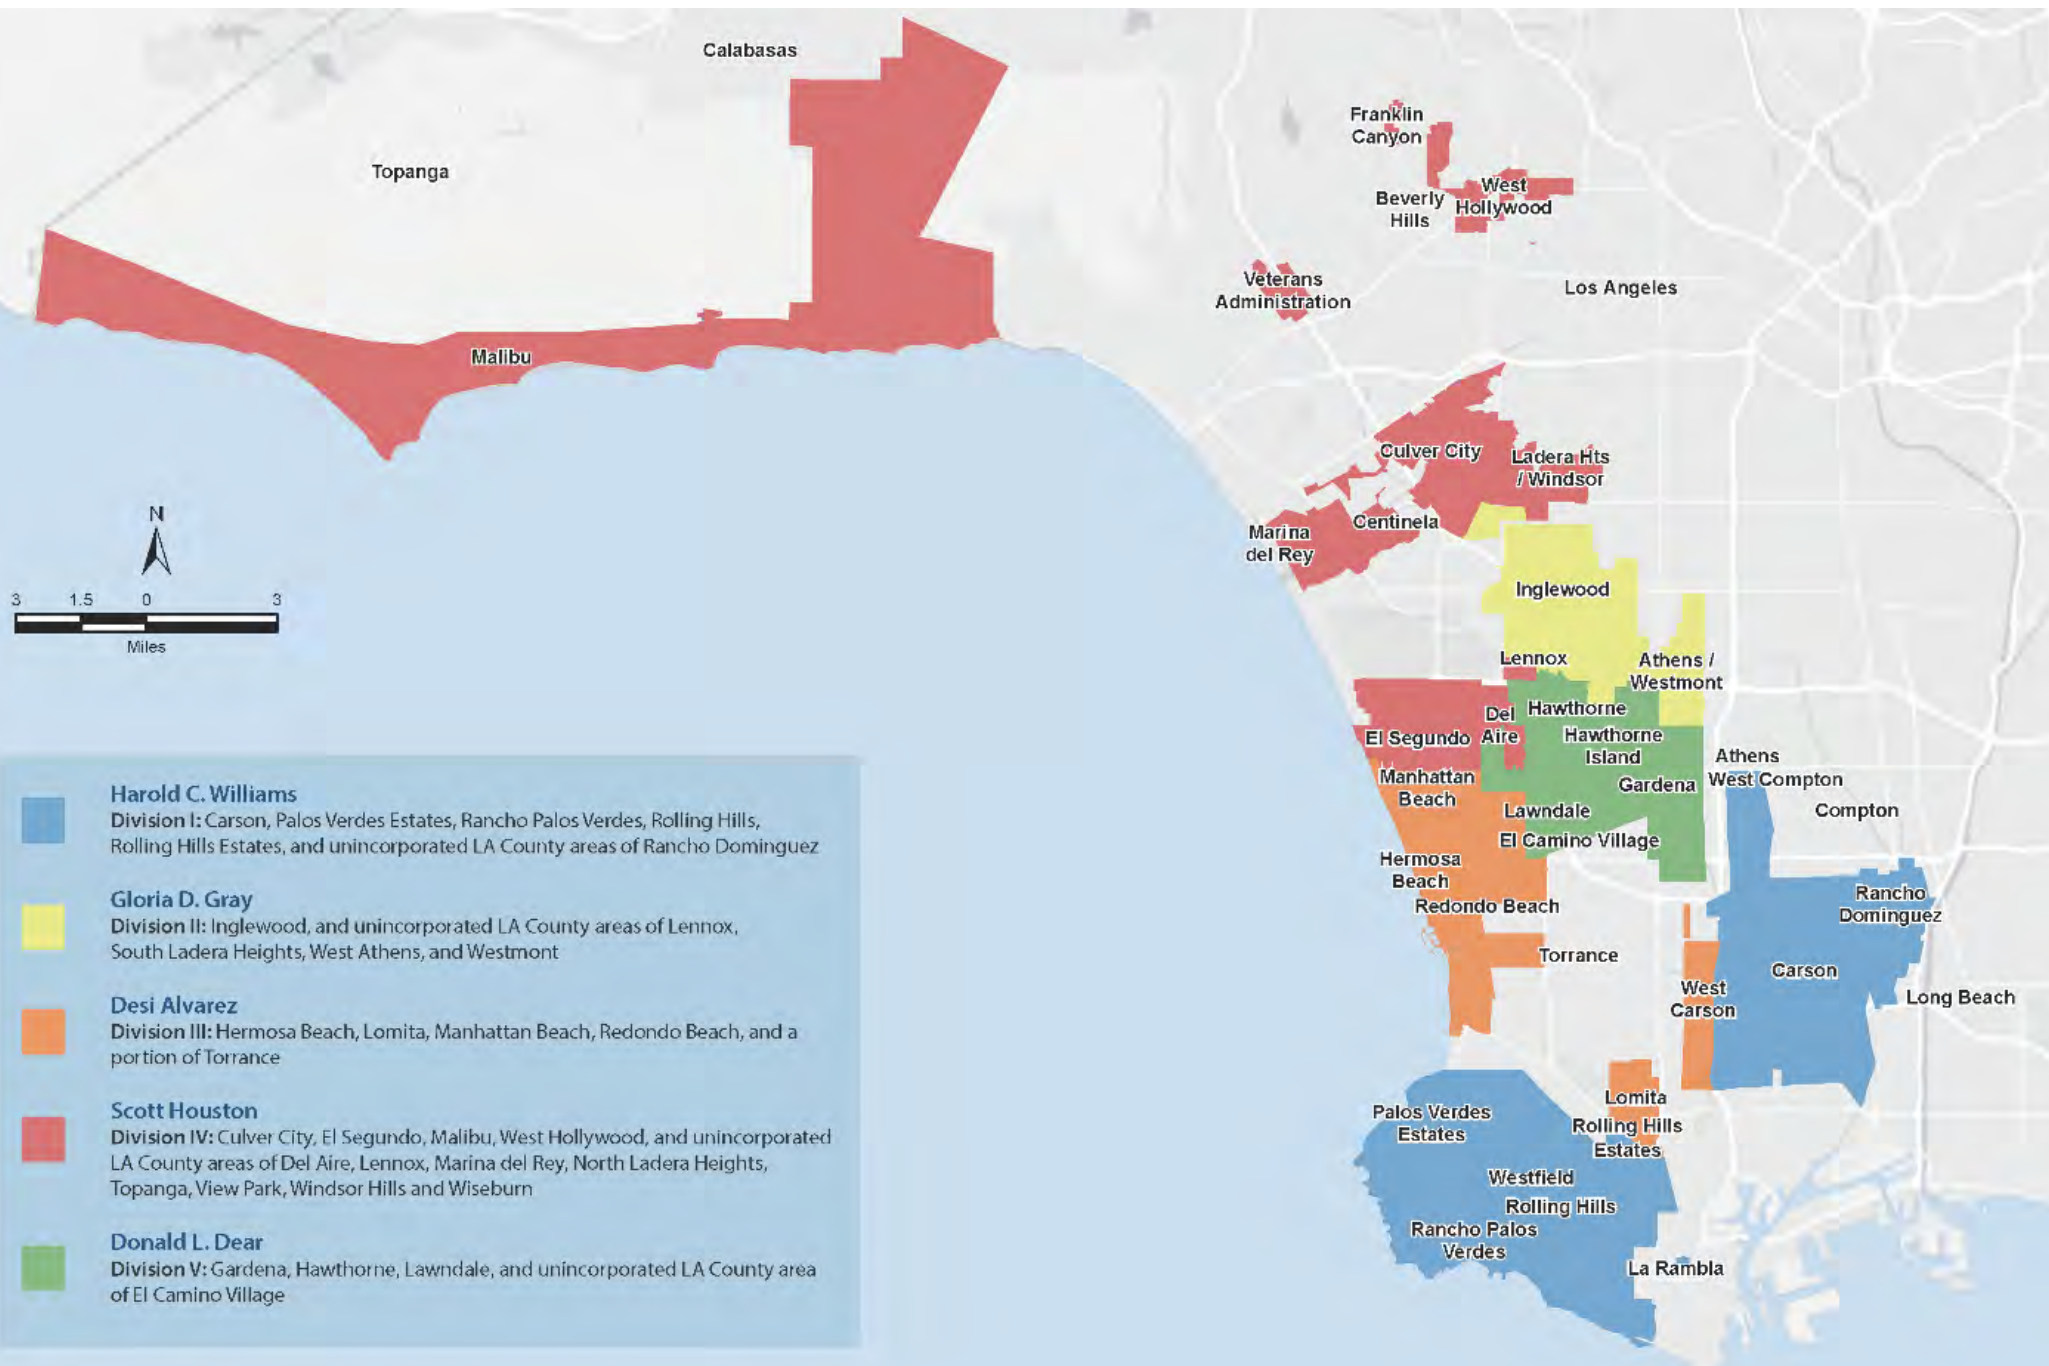 Calabasas
Topanga
Malibu
Franklin
Canyon
Beverly
Hills
West
Hollywood
Veterans
Administration
Los Angeles
Culver City
Ladera Hts
/ Windsor
Centinela
Marina
del Rey
Inglewood
Lennox
Athens /
Westmont
Del
Aire
Hawthorne
El Segundo
Hawthorne
Island
Athens
West Compton
Manhattan
Beach
Gardena
Compton
Lawndale
El Camino Village
Hermosa
Beach
Redondo Beach
Rancho
Dominguez
Torrance
Carson
West
Carson
Long Beach
Lomita
Palos Verdes
Estates
Rolling Hills
Estates
Westfield
Rolling Hills
Rancho Palos
Verdes
La Rambla
N
3 1.5 0 3
Miles
Harold C. Williams
Division I: Carson, Palos Verdes Estates, Rancho Palos Verdes, Rolling Hills,
Rolling Hills Estates, and unincorporated LA County areas of Rancho Dominguez
Gloria D. Gray
Division II: Inglewood, and unincorporated LA County areas of Lennox,
South Ladera Heights, West Athens, and Westmont
Desi Alvarez
Division III: Hermosa Beach, Lomita, Manhattan Beach, Redondo Beach, and a
portion of Torrance
Scott Houston
Division IV: Culver City, El Segundo, Malibu, West Hollywood, and unincorporated
LA County areas of Del Aire, Lennox, Marina del Rey, North Ladera Heights,
Topanga, View Park, Windsor Hills and Wiseburn
Donald L. Dear
Division V: Gardena, Hawthorne, Lawndale, and unincorporated LA County area
of El Camino Village